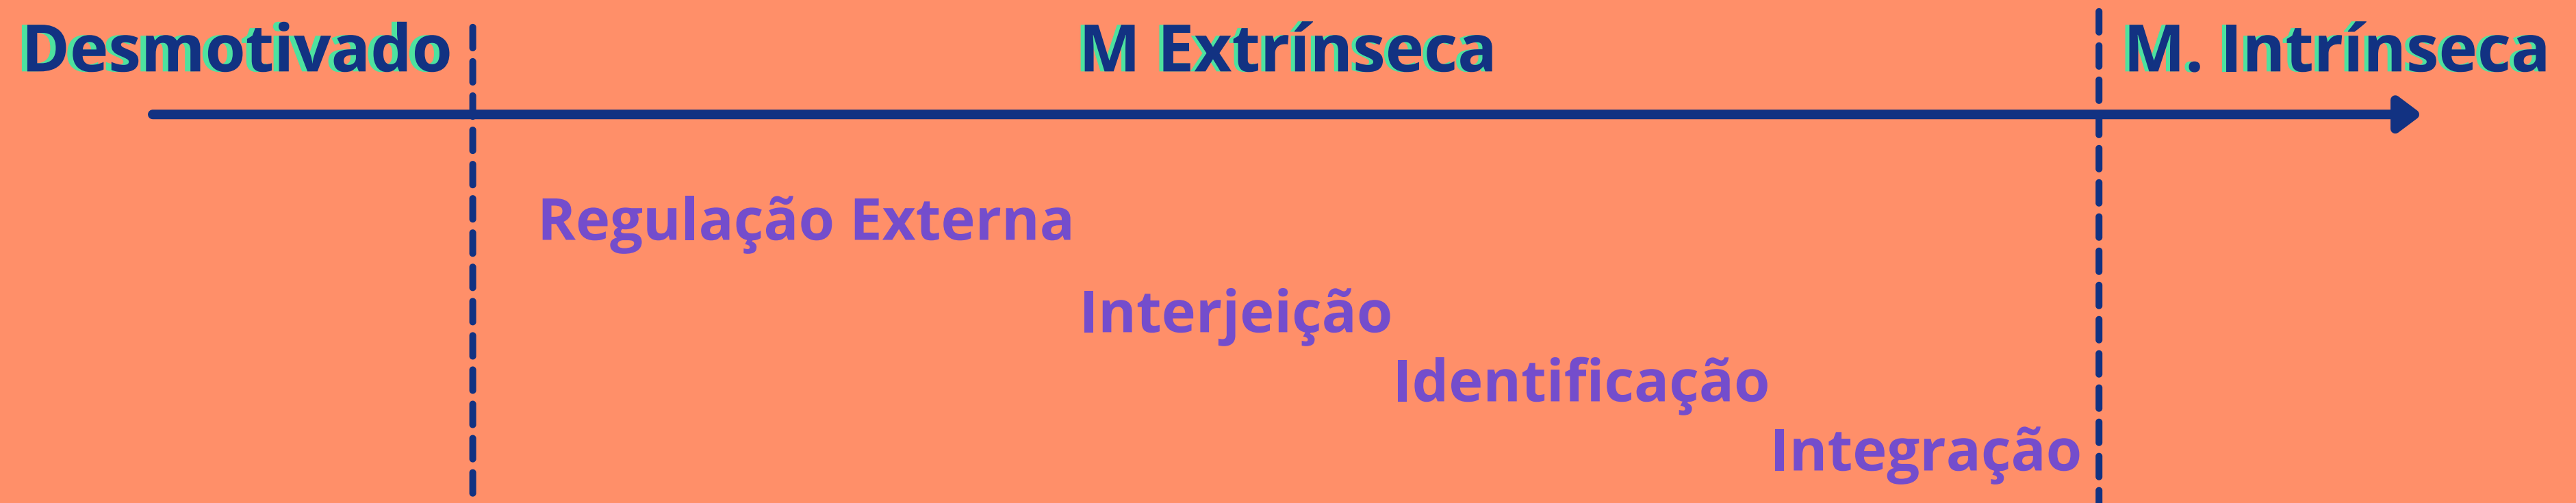 Desmotivado
M Extrínseca
M. Intrínseca
Regulação Externa
Interjeição
Identificação
Integração